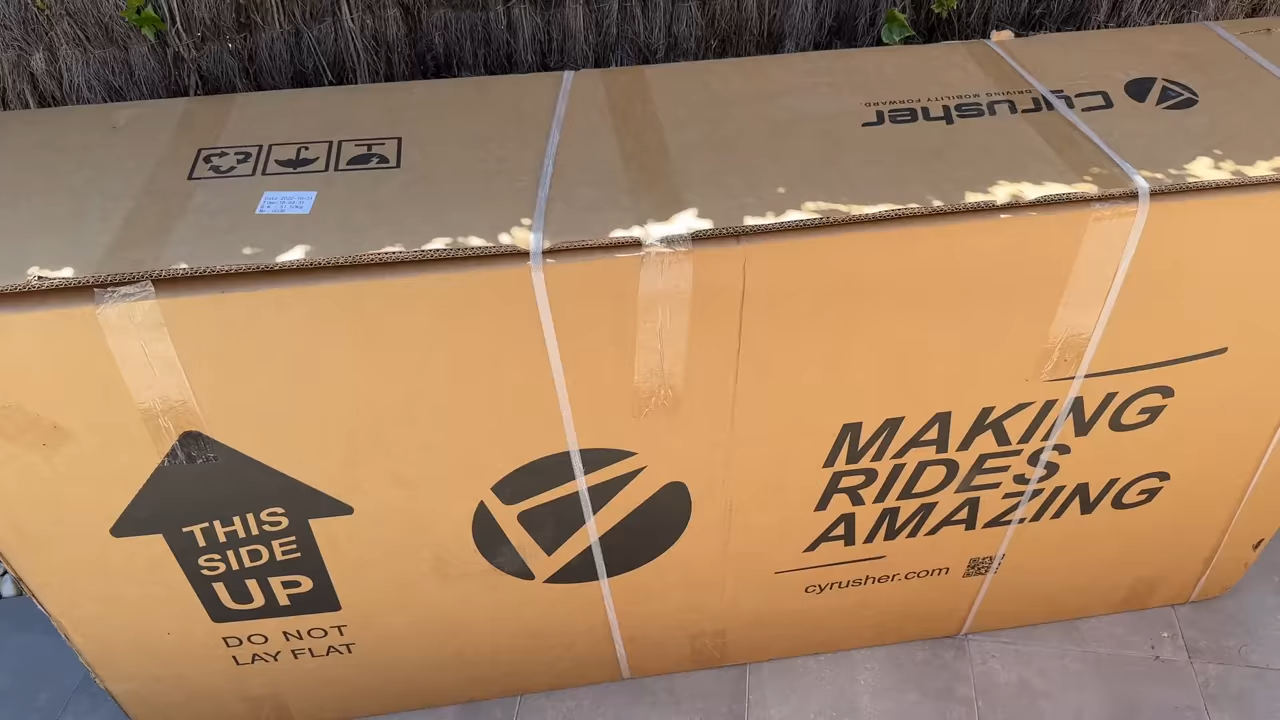 Cyrusher
DRIVING MOBILITY FORWARD.
THIS
SIDE
UP
DO NOT
LAY FLAT
MAKING
RIDES
AMAZING
cyrusher.com